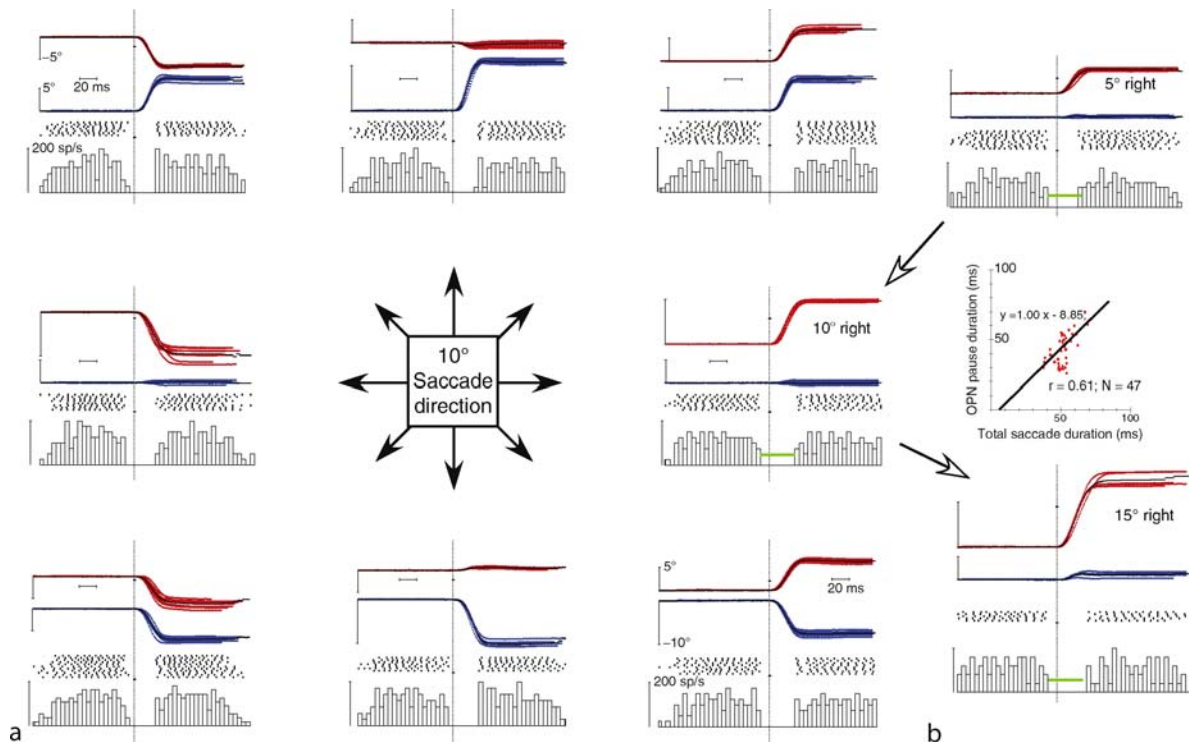 −5°
20 ms
5°
200 sp/s
5° right
10°
Saccade
direction
10° right
100
OPN pause duration (ms)
y =1.00 x - 8.85
50
r = 0.61; N = 47
50
100
Total saccade duration (ms)
15° right
5°
20 ms
−10°
200 sp/s
a
b